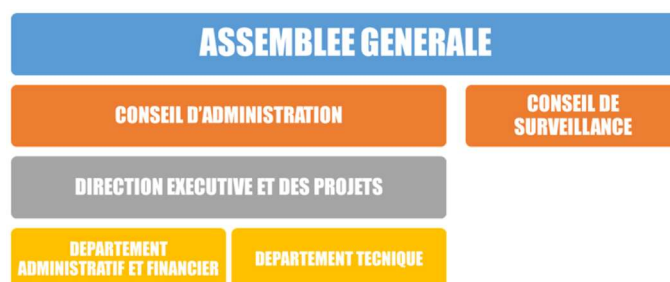 ASSEMBLEE GENERALE
CONSEIL D'ADMINISTRATION
CONSEIL DE
SURVEILLANCE
DIRECTION EXECUTIVE ET DES PROJETS
DEPARTEMENT
ADMINISTRATIF ET FINANCIER
DEPARTEMENT TECNIQUE